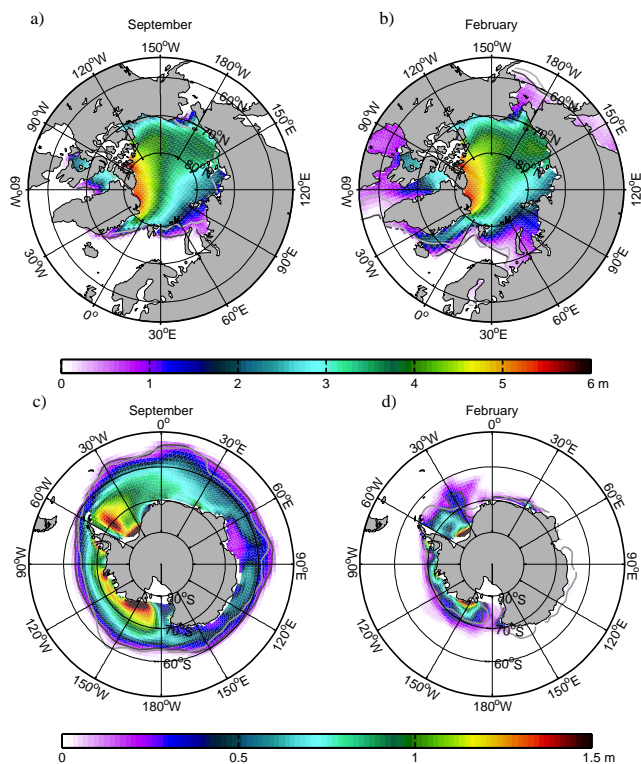 a)
September
b)
February
150°W
180°W
150°E
120°E
90°E
60°E
30°E
0°
30°W
60°W
90°W
120°W
60°N
70°N
80°N
150°W
180°W
150°E
120°E
90°E
60°E
30°E
0°
30°W
60°W
90°W
120°W
60°N
70°N
80°N
0 1 2 3 4 5 6 m
c)
September
d)
February
0°
30°E
60°E
90°E
120°E
150°E
180°W
150°W
120°W
90°W
60°W
30°W
80°S
70°S
60°S
0°
30°E
60°E
90°E
120°E
150°E
180°W
150°W
120°W
90°W
60°W
30°W
80°S
70°S
60°S
0 0.5 1 1.5 m